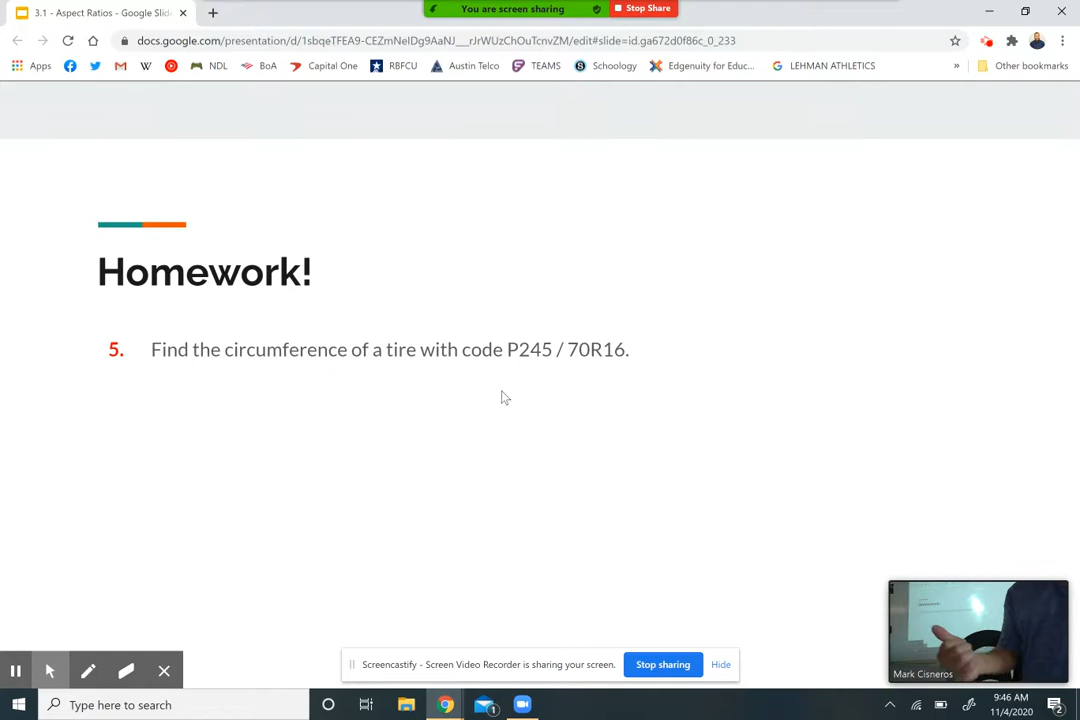 3.1 - Aspect Ratios - Google Slid
You are screen sharing
Stop Share
docs.google.com/presentation/d/1sbqeTFEA9-CEZmNeIDg9AaNJ__rJrWUzChOuTcnvZM/edit#slide=id.ga672d0f86c_0_233
Apps
NDL
BoA
Capital One
RBFCU
Austin Telco
TEAMS
Schoology
Edgenuity for Educ...
LEHMAN ATHLETICS
»
Other bookmarks
Homework!
5. Find the circumference of a tire with code P245 / 70R16.
Mark Cisneros
Screencastify - Screen Video Recorder is sharing your screen.
Stop sharing
Hide
Type here to search
1
9:46 AM
11/4/2020
2